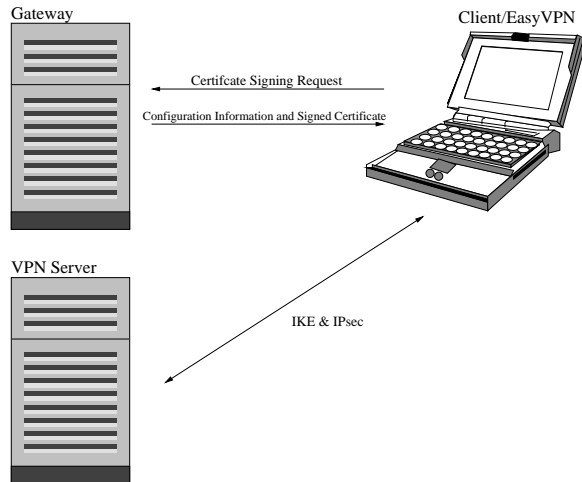 Gateway
Client/EasyVPN
Certifcate Signing Request
Configuration Information and Signed Certificate
VPN Server
IKE & IPsec